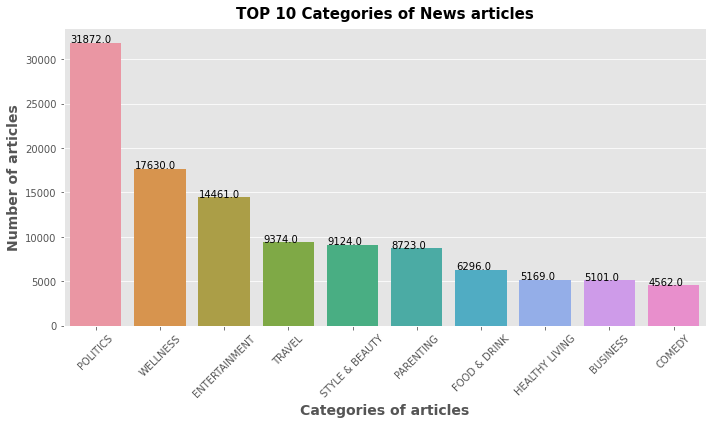 TOP 10 Categories of News articles
Number of articles
30000
25000
20000
15000
10000
5000
0
31872.0
17630.0
14461.0
9374.0
9124.0
8723.0
6296.0
5169.0
5101.0
4562.0
POLITICS
WELLNESS
ENTERTAINMENT
TRAVEL
STYLE & BEAUTY
PARENTING
FOOD & DRINK
HEALTHY LIVING
BUSINESS
COMEDY
Categories of articles